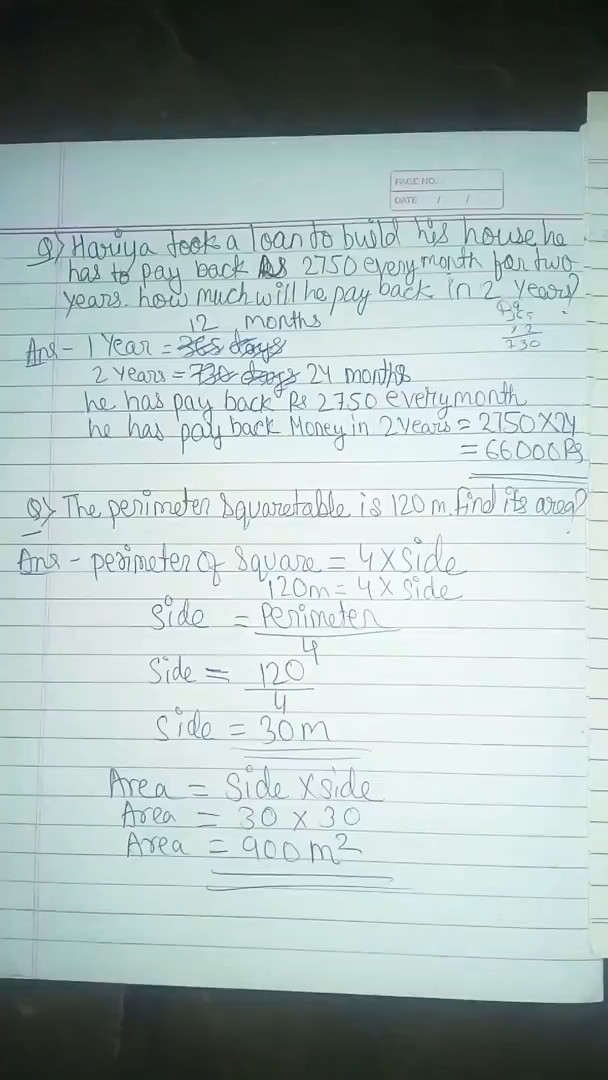 PAGE NO.
DATE / /
Q) Hariya took a loan to build his house he
has to pay back Rs 2750 every month for two
years. how much will he pay back in 2 years?
12 months
Ans - 1 Year = 365 days
365
× 2
730
2 years = 730 days 24 months
he has pay back Rs 2750 every month
he has pay back Money in 2 years = 2750 X 24
= 66000Rs
Q) The perimeter Squaretable is 120 m. find its area?
Ans - perimeter of Square = 4 X Side
120m = 4 X Side
Side = Perimeter
4
Side = 120
4
Side = 30m
Area = Side X side
Area = 30 X 30
Area = 900 m²